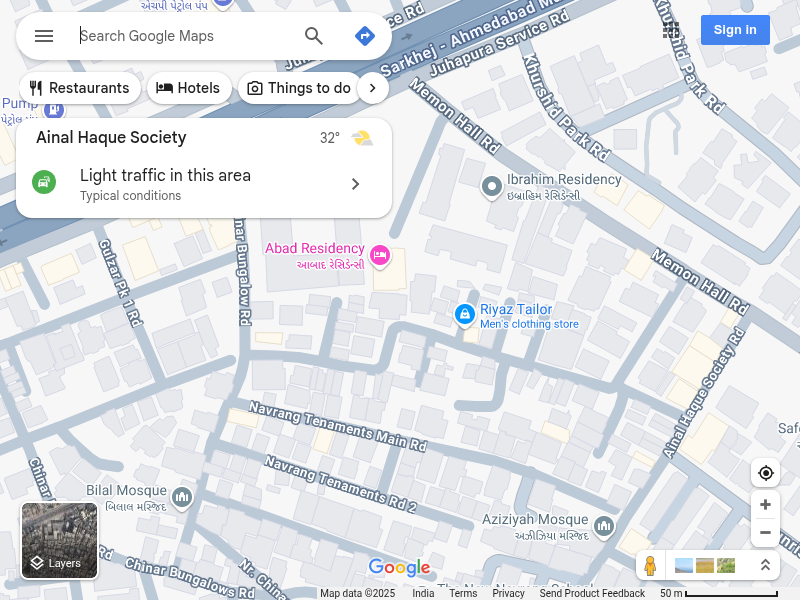 એચપી પેટ્રોલ પંપ
Search Google Maps
Sign in
Restaurants
Hotels
Things to do
Sarkhej - Ahmedabad
Juhapura Service Rd
Khurshid Park Rd
Khurshid Park Rd
Memon Hall Rd
Pump
પેટ્રોલ પંપ
Ainal Haque Society
32°
Light traffic in this area
Typical conditions
Ibrahim Residency
ઇબ્રાહિમ રેસિડેન્સી
Abad Residency
આબાદ રેસિડેન્સી
Gulzar Pk 1 Rd
Bungalow Rd
Memon Hall Rd
Riyaz Tailor
Men's clothing store
Ainal Haque Society Rd
Navrang Tenaments Main Rd
Navrang Tenaments Rd 2
Chinar
Bilal Mosque
બિલાલ મસ્જિદ
Aziziyah Mosque
અઝીઝિયા મસ્જિદ
Layers
Rd
Chinar Bungalows Rd
Nr. China
Google
Map data ©2025
India
Terms
Privacy
Send Product Feedback
50 m